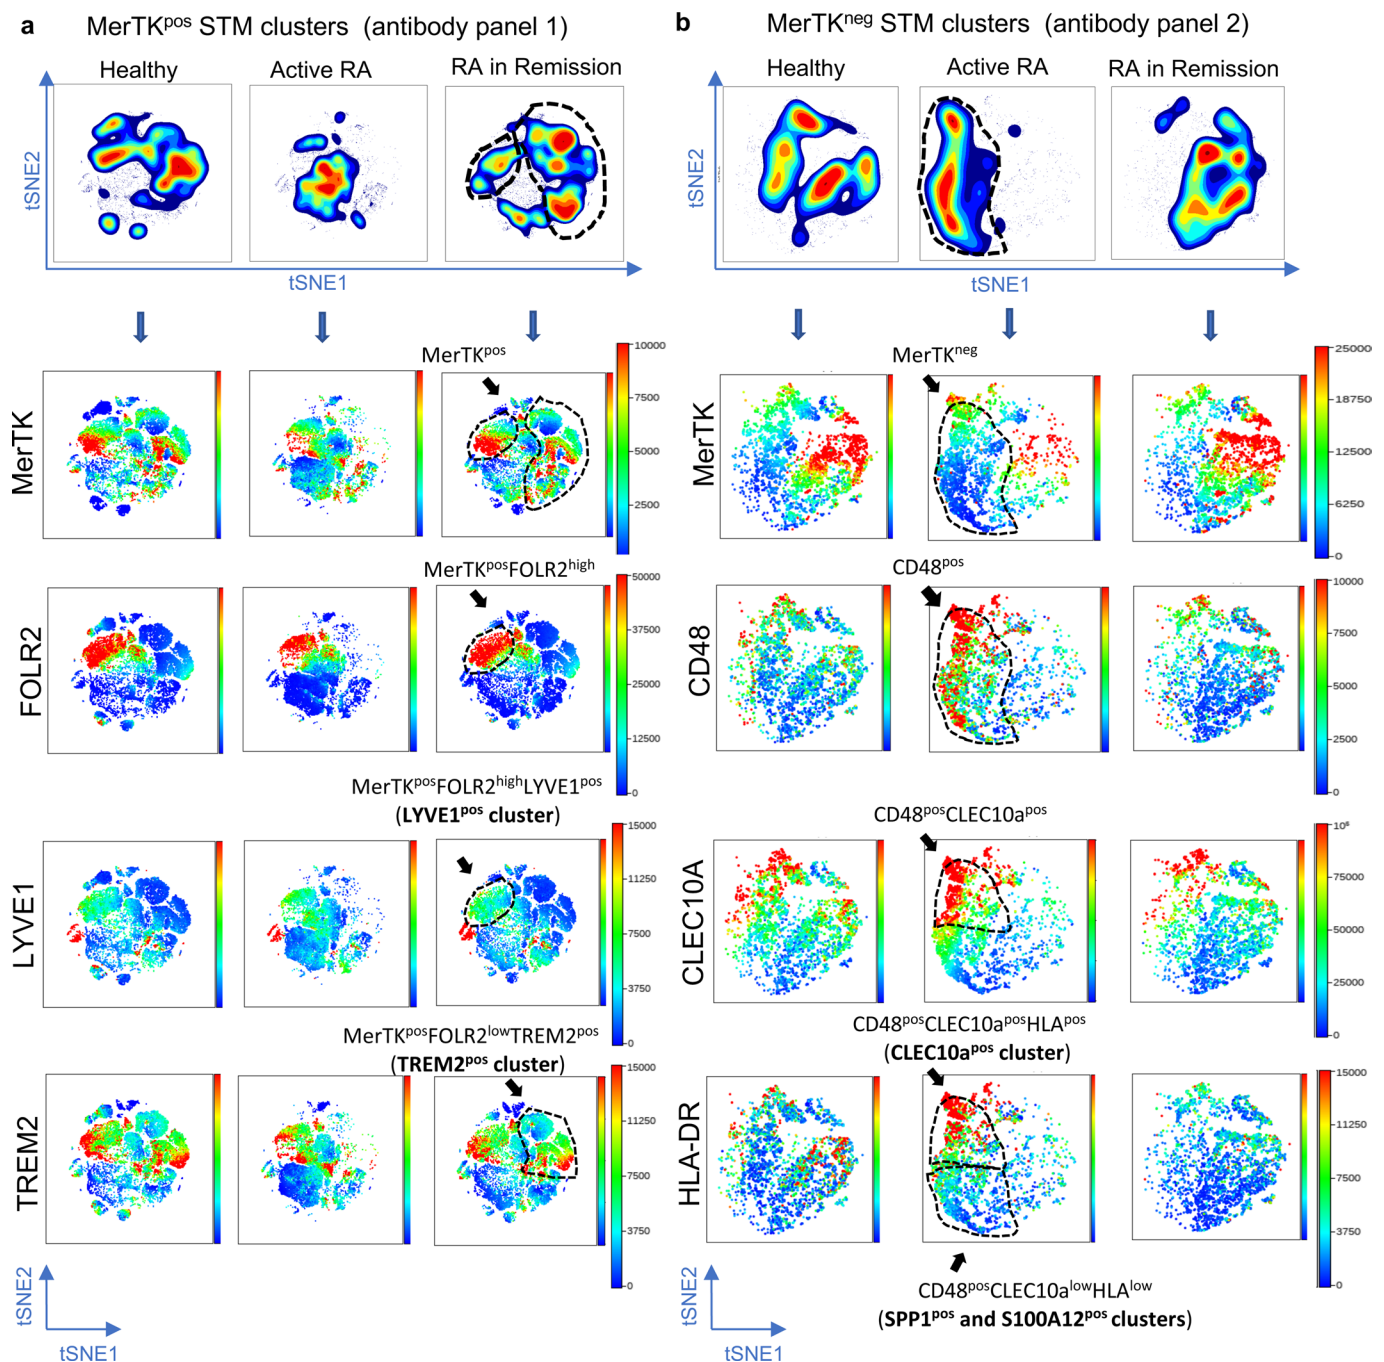 a MerTKpos STM clusters (antibody panel 1)
Healthy Active RA RA in Remission
tSNE2
tSNE1
MerTKpos
MerTK
10000
7500
5000
2500
0
MerTKposFOLR2high
FOLR2
50000
37500
25000
12500
0
MerTKposFOLR2highLYVE1pos
(LYVE1pos cluster)
LYVE1
15000
11250
7500
3750
0
MerTKposFOLR2lowTREM2pos
(TREM2pos cluster)
TREM2
15000
11250
7500
3750
0
tSNE2
tSNE1
b MerTKneg STM clusters (antibody panel 2)
Healthy Active RA RA in Remission
tSNE2
tSNE1
MerTKneg
MerTK
25000
18750
12500
6250
0
CD48pos
CD48
10000
7500
5000
2500
0
CD48posCLEC10apos
CLEC10A
10⁵
75000
50000
25000
0
CD48posCLEC10aposHLApos
(CLEC10apos cluster)
HLA-DR
15000
11250
7500
3750
0
CD48posCLEC10alowHLAlow
(SPP1pos and S100A12pos clusters)
tSNE2
tSNE1